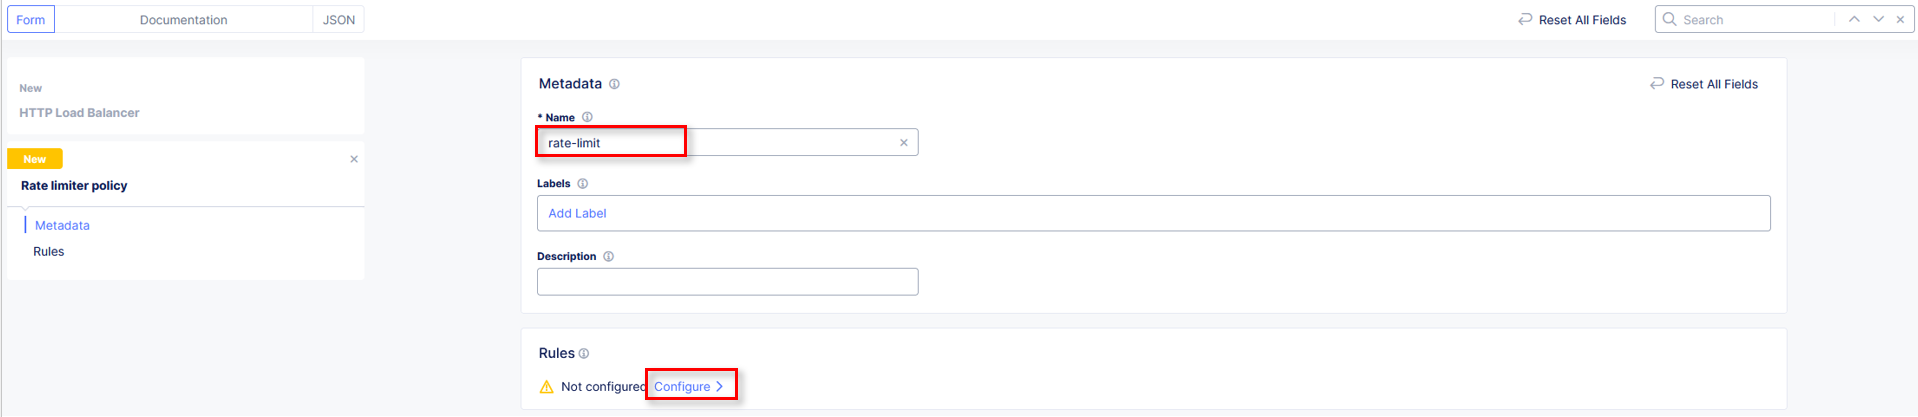 Form Documentation JSON Reset All Fields Search
New
HTTP Load Balancer
New
Rate limiter policy
Metadata
Rules
Metadata Reset All Fields
* Name
rate-limit
Labels
Add Label
Description
Rules
Not configured Configure